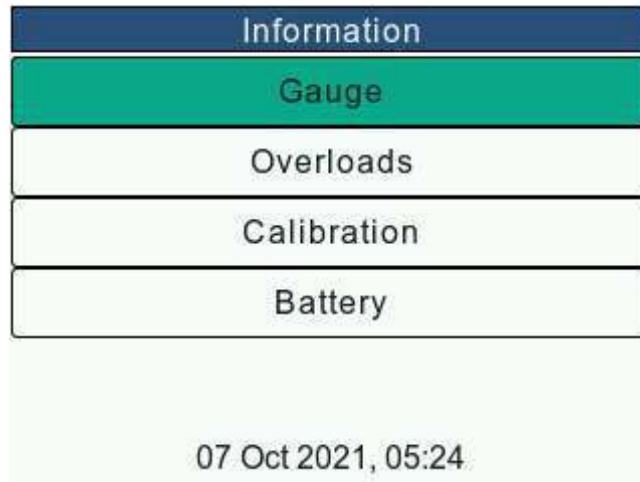 Information
Gauge
Overloads
Calibration
Battery
07 Oct 2021, 05:24